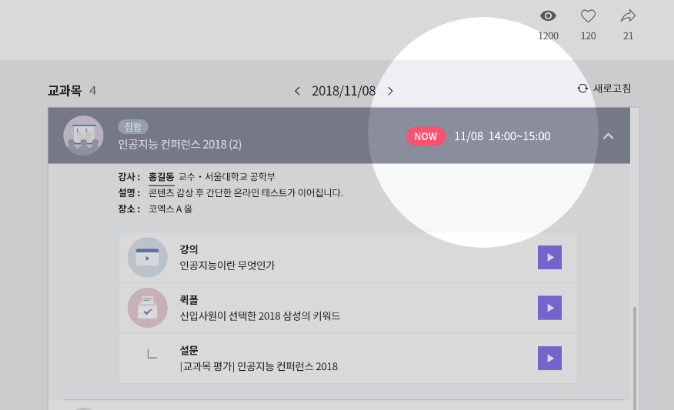 1200 120 21
교과목 4 2018/11/08 새로고침
집합
인공지능 컨퍼런스 2018 (2) NOW 11/08 14:00~15:00
강사 : 홍길동 교수 • 서울대학교 공학부
설명 : 콘텐츠 감상 후 간단한 온라인 테스트가 이어집니다.
장소 : 코엑스 A 홀
강의
인공지능이란 무엇인가
퀵폴
신입사원이 선택한 2018 삼성의 키워드
설문
[교과목 평가] 인공지능 컨퍼런스 2018